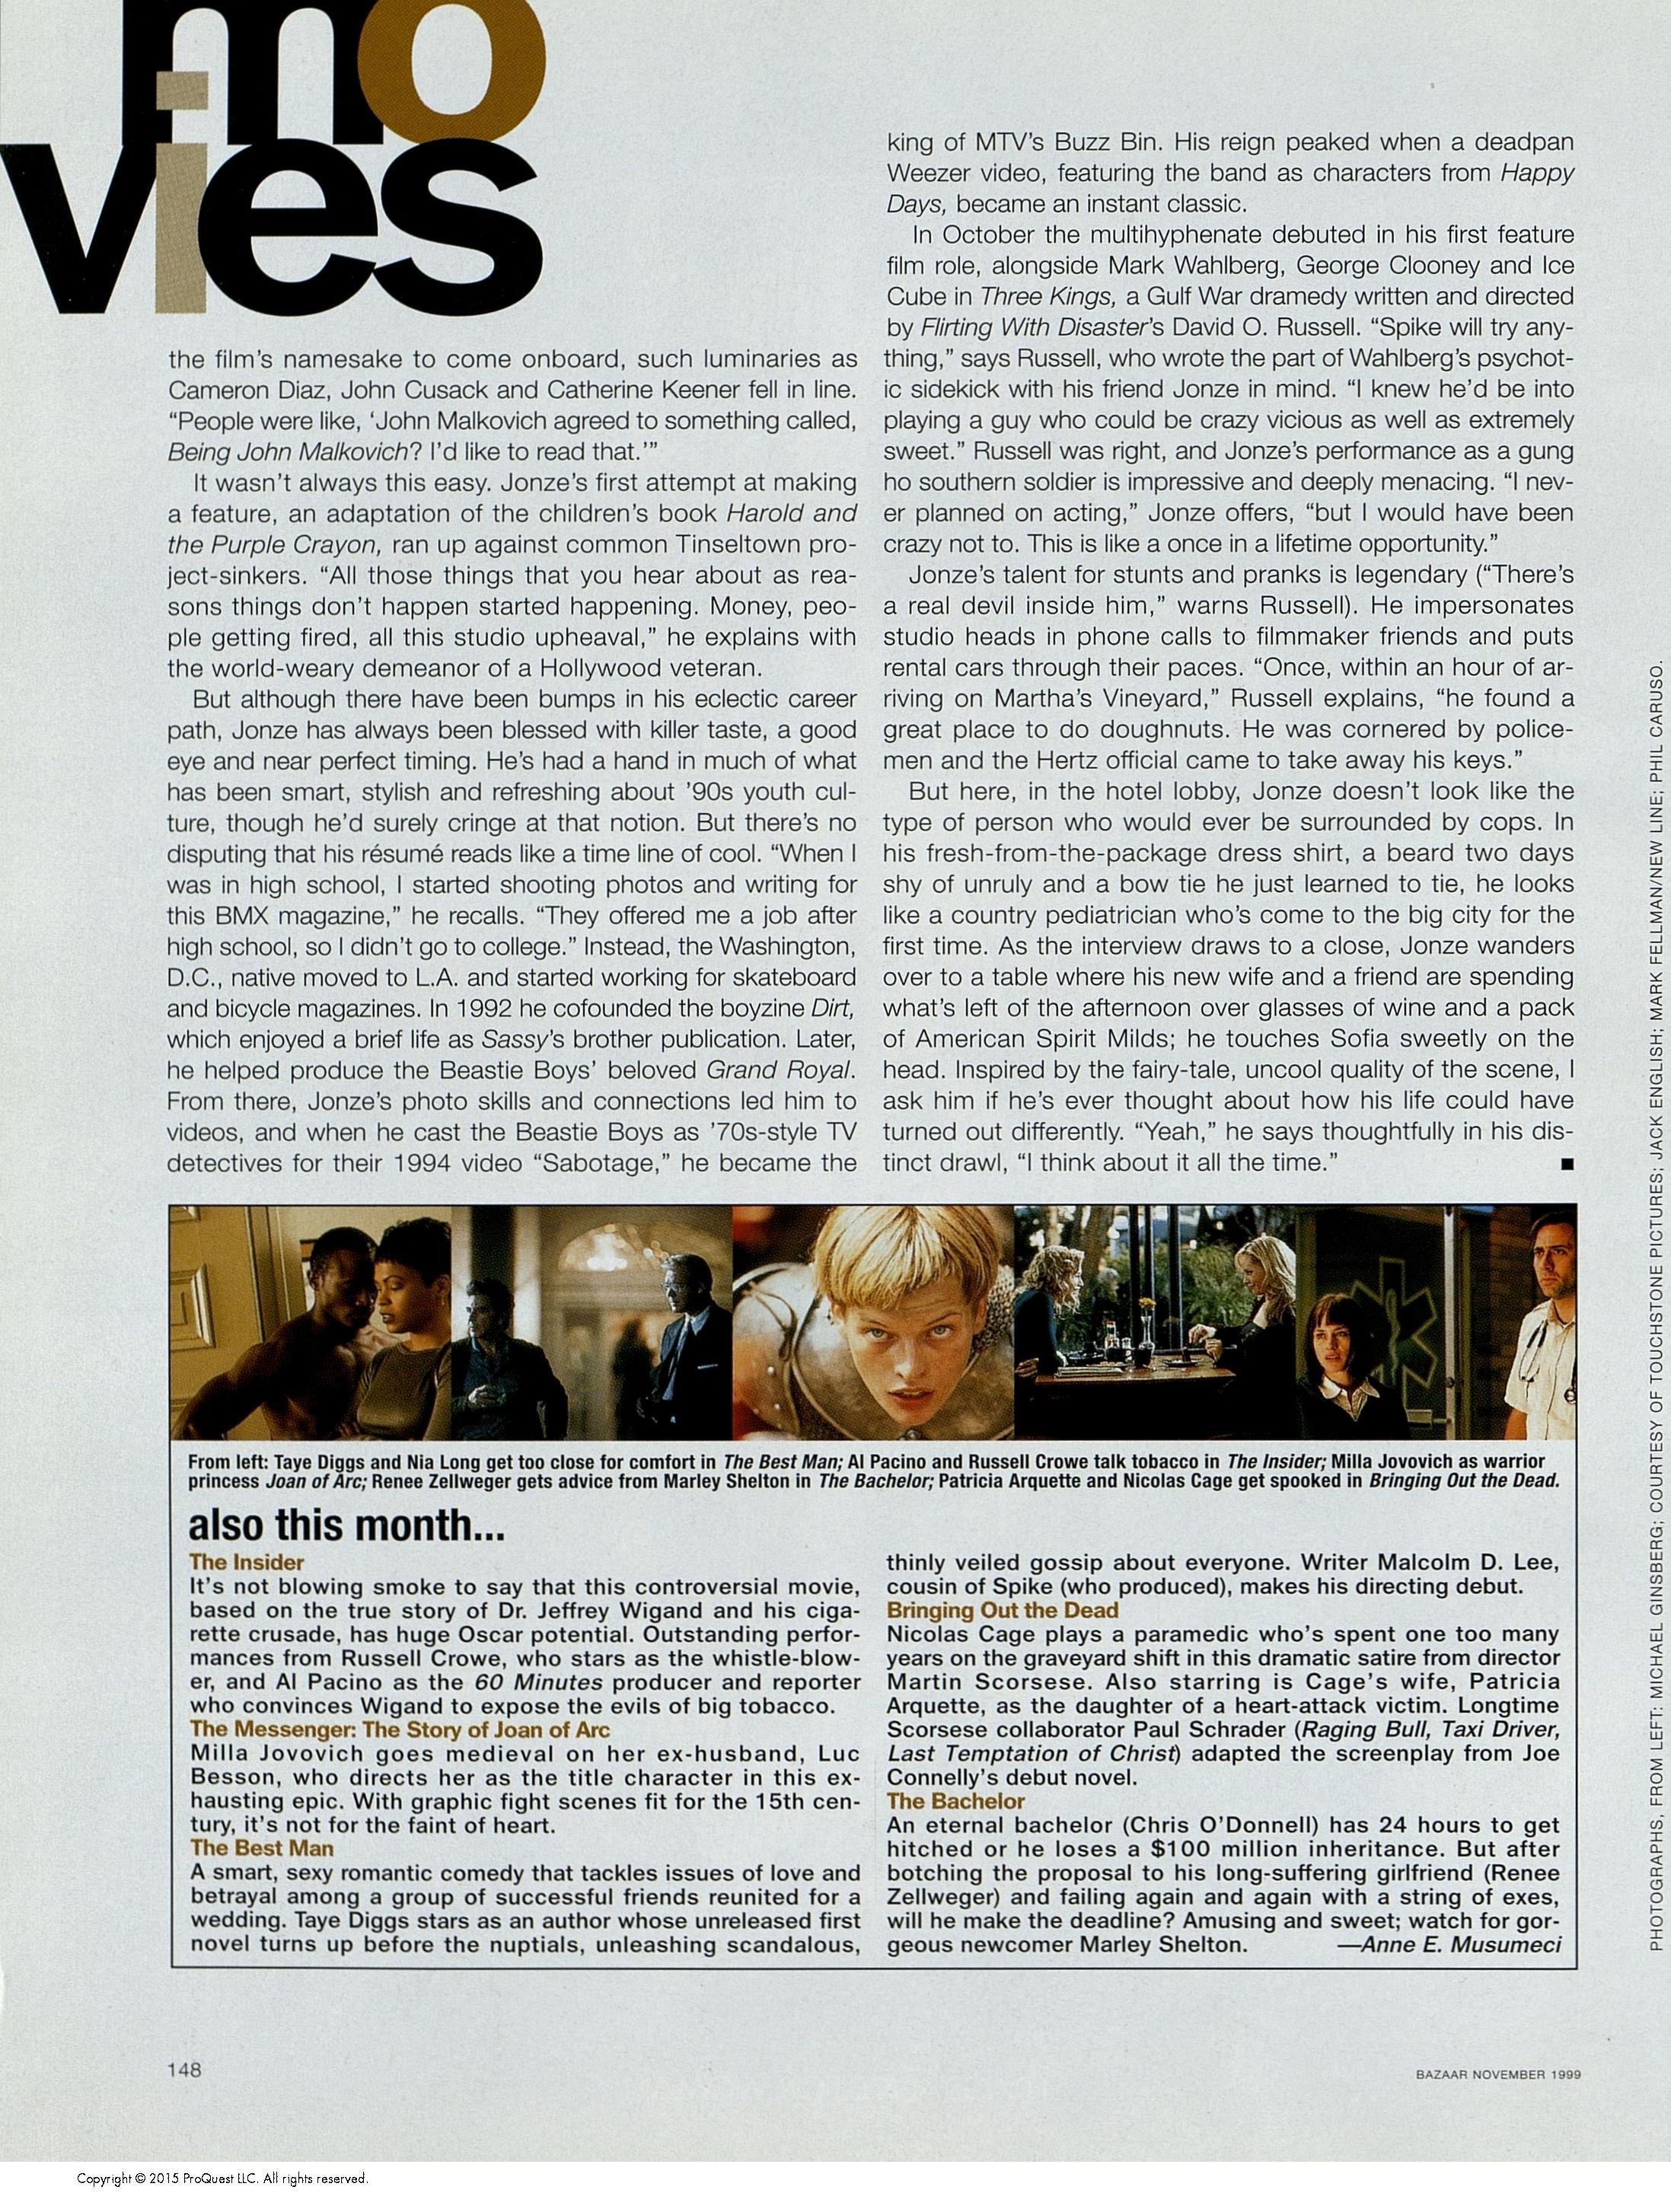 mo
vies
the film's namesake to come onboard, such luminaries as
Cameron Diaz, John Cusack and Catherine Keener fell in line.
“People were like, ‘John Malkovich agreed to something called,
Being John Malkovich? I'd like to read that.’”
It wasn't always this easy. Jonze's first attempt at making
a feature, an adaptation of the children's book Harold and
the Purple Crayon, ran up against common Tinseltown pro-
ject-sinkers. “All those things that you hear about as rea-
sons things don't happen started happening. Money, peo-
ple getting fired, all this studio upheaval,” he explains with
the world-weary demeanor of a Hollywood veteran.
But although there have been bumps in his eclectic career
path, Jonze has always been blessed with killer taste, a good
eye and near perfect timing. He's had a hand in much of what
has been smart, stylish and refreshing about '90s youth cul-
ture, though he'd surely cringe at that notion. But there's no
disputing that his résumé reads like a time line of cool. “When I
was in high school, I started shooting photos and writing for
this BMX magazine,” he recalls. “They offered me a job after
high school, so I didn't go to college.” Instead, the Washington,
D.C., native moved to L.A. and started working for skateboard
and bicycle magazines. In 1992 he cofounded the boyzine Dirt,
which enjoyed a brief life as Sassy's brother publication. Later,
he helped produce the Beastie Boys' beloved Grand Royal.
From there, Jonze's photo skills and connections led him to
videos, and when he cast the Beastie Boys as '70s-style TV
detectives for their 1994 video “Sabotage,” he became the
king of MTV's Buzz Bin. His reign peaked when a deadpan
Weezer video, featuring the band as characters from Happy
Days, became an instant classic.
In October the multihyphenate debuted in his first feature
film role, alongside Mark Wahlberg, George Clooney and Ice
Cube in Three Kings, a Gulf War dramedy written and directed
by Flirting With Disaster's David O. Russell. “Spike will try any-
thing,” says Russell, who wrote the part of Wahlberg's psychot-
ic sidekick with his friend Jonze in mind. “I knew he'd be into
playing a guy who could be crazy vicious as well as extremely
sweet.” Russell was right, and Jonze's performance as a gung
ho southern soldier is impressive and deeply menacing. “I nev-
er planned on acting,” Jonze offers, “but I would have been
crazy not to. This is like a once in a lifetime opportunity.”
Jonze's talent for stunts and pranks is legendary (“There's
a real devil inside him,” warns Russell). He impersonates
studio heads in phone calls to filmmaker friends and puts
rental cars through their paces. “Once, within an hour of ar-
riving on Martha's Vineyard,” Russell explains, “he found a
great place to do doughnuts. He was cornered by police-
men and the Hertz official came to take away his keys.”
But here, in the hotel lobby, Jonze doesn't look like the
type of person who would ever be surrounded by cops. In
his fresh-from-the-package dress shirt, a beard two days
shy of unruly and a bow tie he just learned to tie, he looks
like a country pediatrician who's come to the big city for the
first time. As the interview draws to a close, Jonze wanders
over to a table where his new wife and a friend are spending
what's left of the afternoon over glasses of wine and a pack
of American Spirit Milds; he touches Sofia sweetly on the
head. Inspired by the fairy-tale, uncool quality of the scene, I
ask him if he's ever thought about how his life could have
turned out differently. “Yeah,” he says thoughtfully in his dis-
tinct drawl, “I think about it all the time.” ■
PHOTOGRAPHS, FROM LEFT: MICHAEL GINSBERG; COURTESY OF TOUCHSTONE PICTURES; JACK ENGLISH; MARK FELLMAN/NEW LINE; PHIL CARUSO.
From left: Taye Diggs and Nia Long get too close for comfort in The Best Man; Al Pacino and Russell Crowe talk tobacco in The Insider; Milla Jovovich as warrior
princess Joan of Arc; Renee Zellweger gets advice from Marley Shelton in The Bachelor; Patricia Arquette and Nicolas Cage get spooked in Bringing Out the Dead.
also this month...
The Insider
It's not blowing smoke to say that this controversial movie,
based on the true story of Dr. Jeffrey Wigand and his ciga-
rette crusade, has huge Oscar potential. Outstanding perfor-
mances from Russell Crowe, who stars as the whistle-blow-
er, and Al Pacino as the 60 Minutes producer and reporter
who convinces Wigand to expose the evils of big tobacco.
The Messenger: The Story of Joan of Arc
Milla Jovovich goes medieval on her ex-husband, Luc
Besson, who directs her as the title character in this ex-
hausting epic. With graphic fight scenes fit for the 15th cen-
tury, it's not for the faint of heart.
The Best Man
A smart, sexy romantic comedy that tackles issues of love and
betrayal among a group of successful friends reunited for a
wedding. Taye Diggs stars as an author whose unreleased first
novel turns up before the nuptials, unleashing scandalous,
thinly veiled gossip about everyone. Writer Malcolm D. Lee,
cousin of Spike (who produced), makes his directing debut.
Bringing Out the Dead
Nicolas Cage plays a paramedic who's spent one too many
years on the graveyard shift in this dramatic satire from director
Martin Scorsese. Also starring is Cage's wife, Patricia
Arquette, as the daughter of a heart-attack victim. Longtime
Scorsese collaborator Paul Schrader (Raging Bull, Taxi Driver,
Last Temptation of Christ) adapted the screenplay from Joe
Connelly's debut novel.
The Bachelor
An eternal bachelor (Chris O'Donnell) has 24 hours to get
hitched or he loses a $100 million inheritance. But after
botching the proposal to his long-suffering girlfriend (Renee
Zellweger) and failing again and again with a string of exes,
will he make the deadline? Amusing and sweet; watch for gor-
geous newcomer Marley Shelton. —Anne E. Musumeci
148
BAZAAR NOVEMBER 1999
Copyright © 2015 ProQuest LLC. All rights reserved.